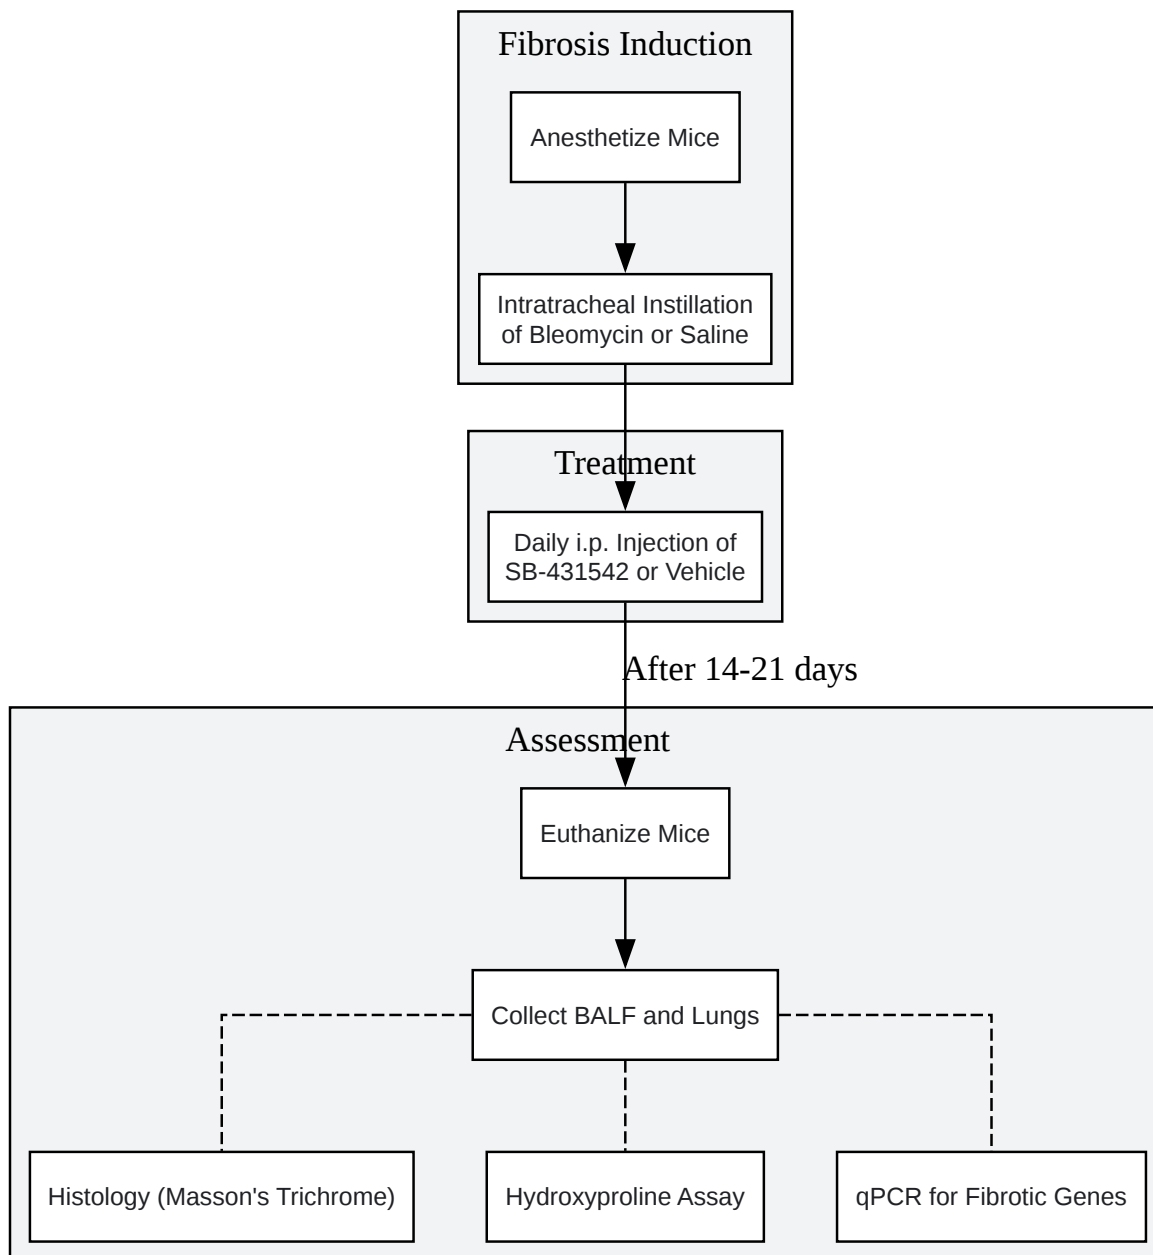 Fibrosis Induction
Anesthetize Mice
Intratracheal Instillation
of Bleomycin or Saline
Treatment
Daily i.p. Injection of
SB-431542 or Vehicle
After 14-21 days
Assessment
Euthanize Mice
Collect BALF and Lungs
Histology (Masson's Trichrome)
Hydroxyproline Assay
qPCR for Fibrotic Genes